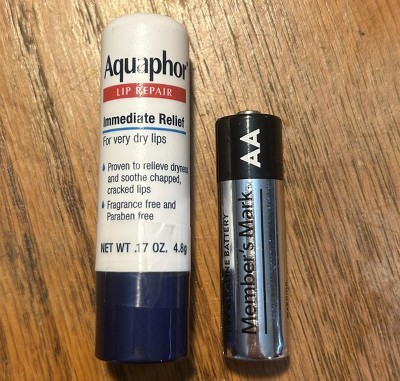 Aquaphor
LIP REPAIR
Immediate Relief
For very dry lips
Proven to relieve dryness
and soothe chapped,
cracked lips
Fragrance free and
Paraben free
NET WT .17 OZ. 4.8g
AA
Member's Mark
BATTERY